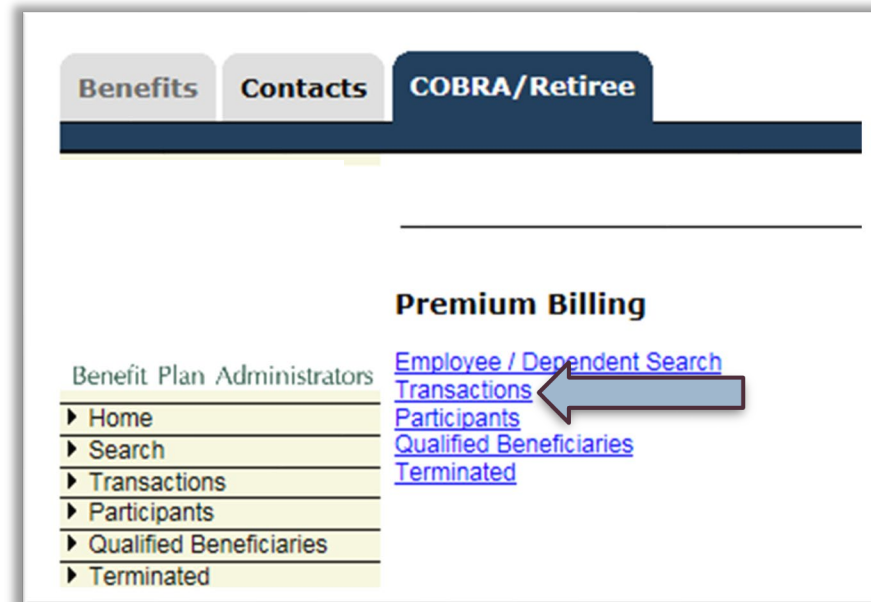 Benefits Contacts COBRA/Retiree
Premium Billing
Employee / Dependent Search
Transactions
Participants
Qualified Beneficiaries
Terminated
Benefit Plan Administrators
Home
Search
Transactions
Participants
Qualified Beneficiaries
Terminated